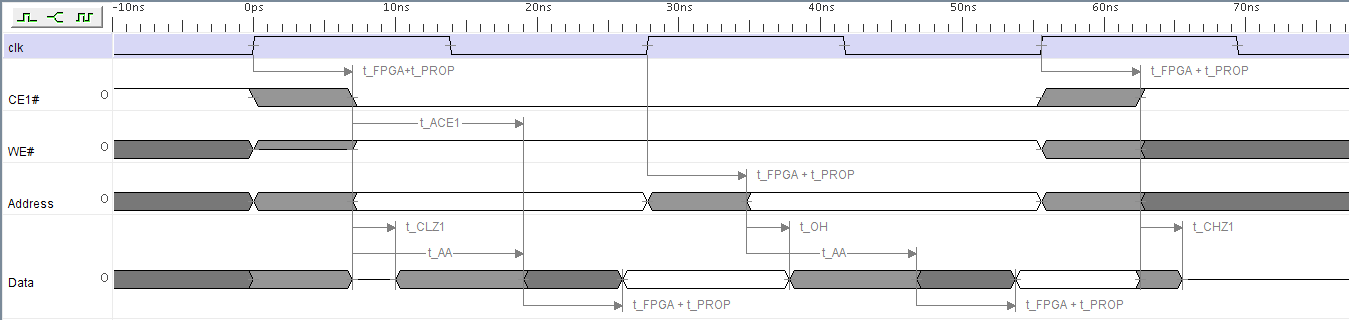 -10ns 0ps 10ns 20ns 30ns 40ns 50ns 60ns 70ns
clk
t_FPGA+t_PROP t_FPGA + t_PROP
CE1# O
t_ACE1
WE# O
t_FPGA + t_PROP
Address O
t_CLZ1 t_OH t_CHZ1
t_AA t_AA
Data O
t_FPGA + t_PROP t_FPGA + t_PROP